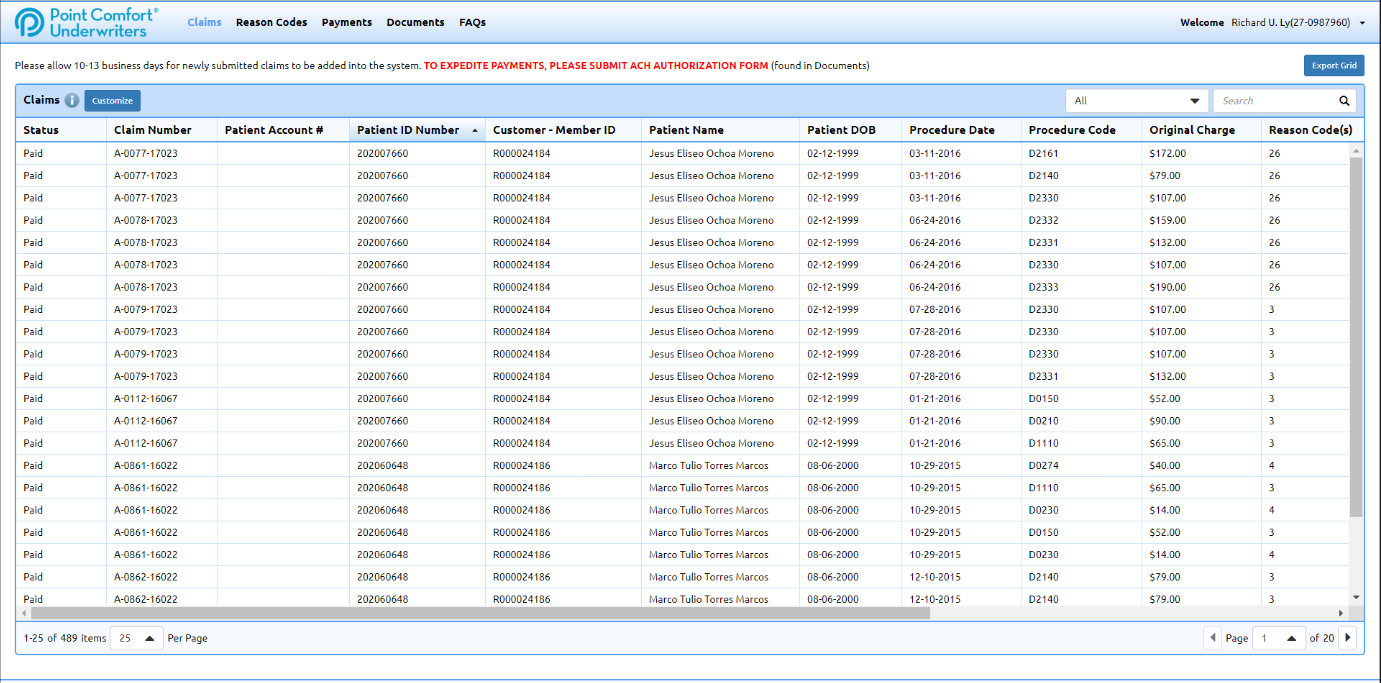 Point Comfort® Underwriters
Claims Reason Codes Payments Documents FAQs
Welcome Richard U. Ly(27-0987960)
Please allow 10-13 business days for newly submitted claims to be added into the system. TO EXPEDITE PAYMENTS, PLEASE SUBMIT ACH AUTHORIZATION FORM (found in Documents)
Export Grid
Claims i Customize All Search
Status Claim Number Patient Account # Patient ID Number Customer - Member ID Patient Name Patient DOB Procedure Date Procedure Code Original Charge Reason Code(s)
Paid A-0077-17023 202007660 R000024184 Jesus Eliseo Ochoa Moreno 02-12-1999 03-11-2016 D2161 $172.00 26
Paid A-0077-17023 202007660 R000024184 Jesus Eliseo Ochoa Moreno 02-12-1999 03-11-2016 D2140 $79.00 26
Paid A-0077-17023 202007660 R000024184 Jesus Eliseo Ochoa Moreno 02-12-1999 03-11-2016 D2330 $107.00 26
Paid A-0078-17023 202007660 R000024184 Jesus Eliseo Ochoa Moreno 02-12-1999 06-24-2016 D2332 $159.00 26
Paid A-0078-17023 202007660 R000024184 Jesus Eliseo Ochoa Moreno 02-12-1999 06-24-2016 D2331 $132.00 26
Paid A-0078-17023 202007660 R000024184 Jesus Eliseo Ochoa Moreno 02-12-1999 06-24-2016 D2330 $107.00 26
Paid A-0078-17023 202007660 R000024184 Jesus Eliseo Ochoa Moreno 02-12-1999 06-24-2016 D2333 $190.00 26
Paid A-0079-17023 202007660 R000024184 Jesus Eliseo Ochoa Moreno 02-12-1999 07-28-2016 D2330 $107.00 3
Paid A-0079-17023 202007660 R000024184 Jesus Eliseo Ochoa Moreno 02-12-1999 07-28-2016 D2330 $107.00 3
Paid A-0079-17023 202007660 R000024184 Jesus Eliseo Ochoa Moreno 02-12-1999 07-28-2016 D2330 $107.00 3
Paid A-0079-17023 202007660 R000024184 Jesus Eliseo Ochoa Moreno 02-12-1999 07-28-2016 D2331 $132.00 3
Paid A-0112-16067 202007660 R000024184 Jesus Eliseo Ochoa Moreno 02-12-1999 01-21-2016 D0150 $52.00 3
Paid A-0112-16067 202007660 R000024184 Jesus Eliseo Ochoa Moreno 02-12-1999 01-21-2016 D0210 $90.00 3
Paid A-0112-16067 202007660 R000024184 Jesus Eliseo Ochoa Moreno 02-12-1999 01-21-2016 D1110 $65.00 3
Paid A-0861-16022 202060648 R000024186 Marco Tulio Torres Marcos 08-06-2000 10-29-2015 D0274 $40.00 4
Paid A-0861-16022 202060648 R000024186 Marco Tulio Torres Marcos 08-06-2000 10-29-2015 D1110 $65.00 3
Paid A-0861-16022 202060648 R000024186 Marco Tulio Torres Marcos 08-06-2000 10-29-2015 D0230 $14.00 4
Paid A-0861-16022 202060648 R000024186 Marco Tulio Torres Marcos 08-06-2000 10-29-2015 D0150 $52.00 3
Paid A-0861-16022 202060648 R000024186 Marco Tulio Torres Marcos 08-06-2000 10-29-2015 D0230 $14.00 4
Paid A-0862-16022 202060648 R000024186 Marco Tulio Torres Marcos 08-06-2000 12-10-2015 D2140 $79.00 3
Paid A-0862-16022 202060648 R000024186 Marco Tulio Torres Marcos 08-06-2000 12-10-2015 D2140 $79.00 3
1-25 of 489 items 25 Per Page Page 1 of 20